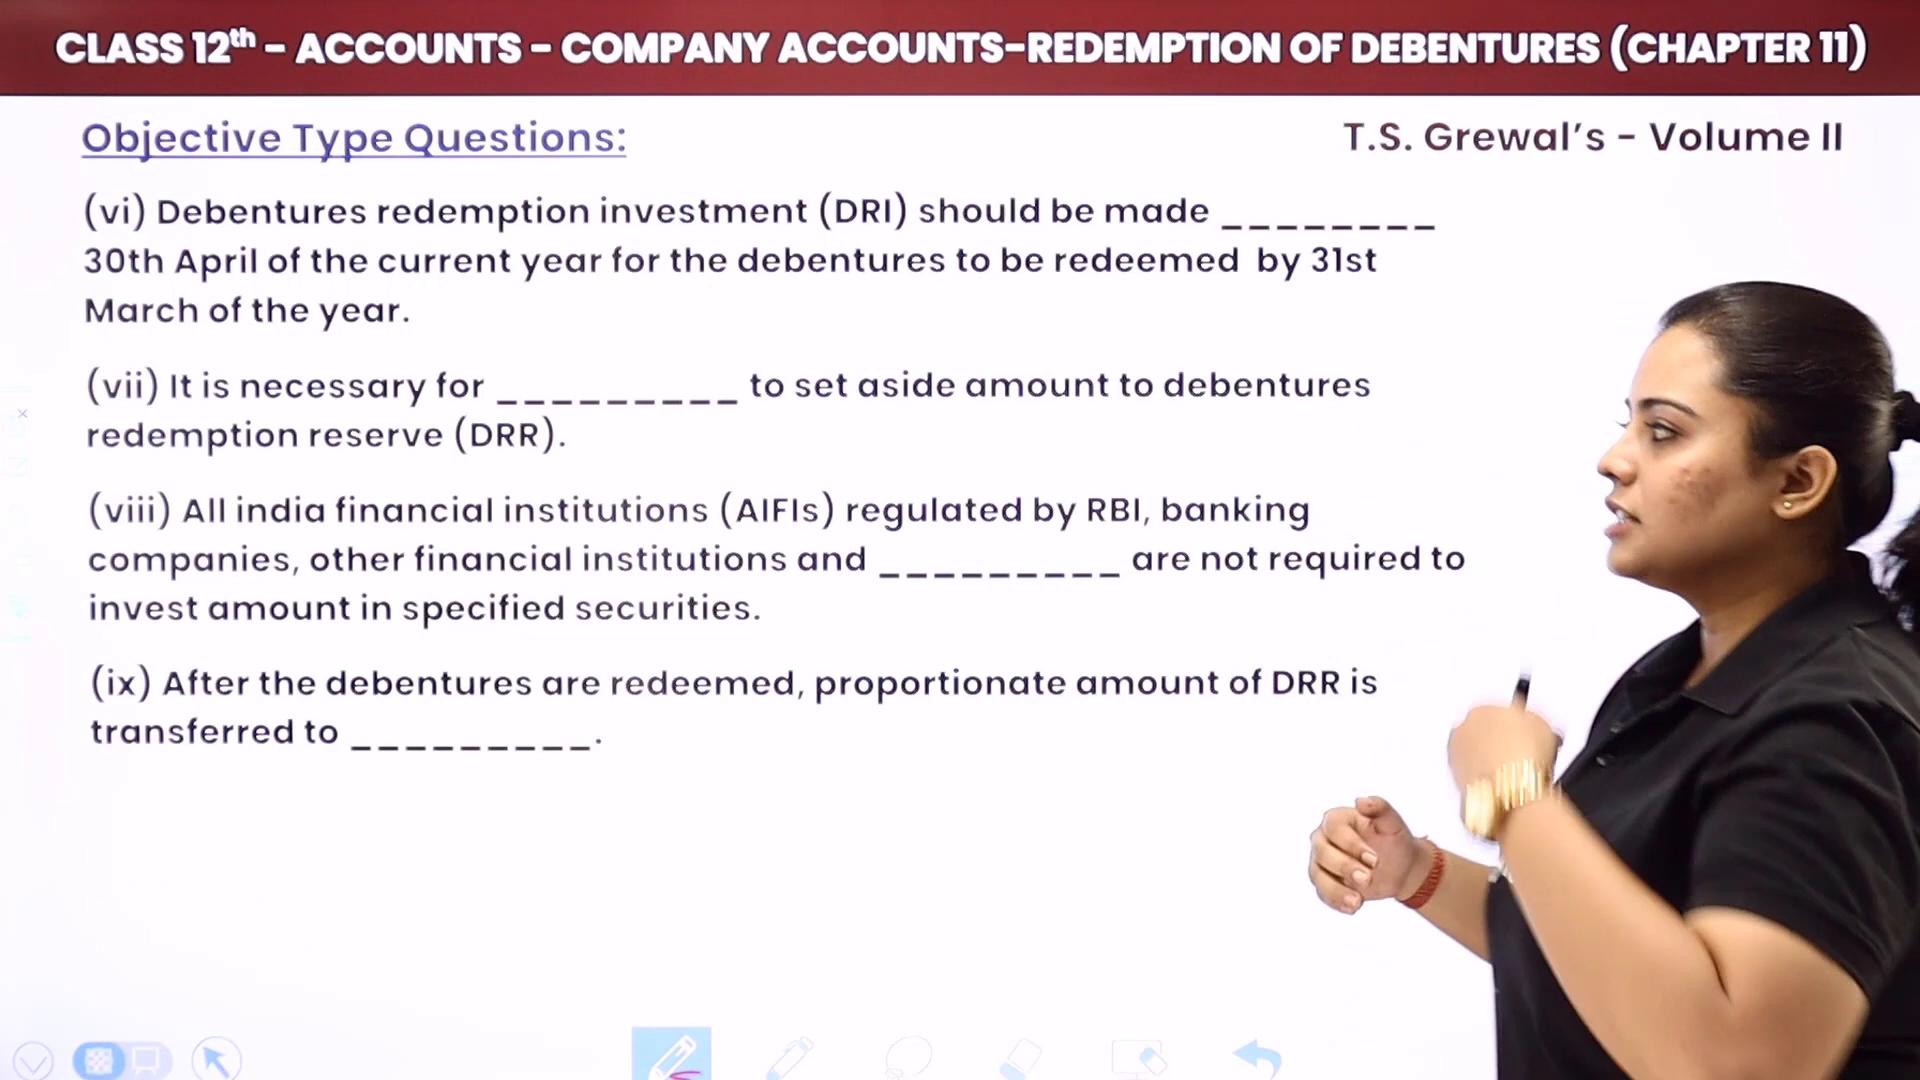 CLASS 12th - ACCOUNTS - COMPANY ACCOUNTS-REDEMPTION OF DEBENTURES (CHAPTER 11)
Objective Type Questions:
T.S. Grewal's - Volume II
(vi) Debentures redemption investment (DRI) should be made ________
30th April of the current year for the debentures to be redeemed by 31st
March of the year.
(vii) It is necessary for _________ to set aside amount to debentures
redemption reserve (DRR).
(viii) All india financial institutions (AIFIs) regulated by RBI, banking
companies, other financial institutions and _________ are not required to
invest amount in specified securities.
(ix) After the debentures are redeemed, proportionate amount of DRR is
transferred to _________.